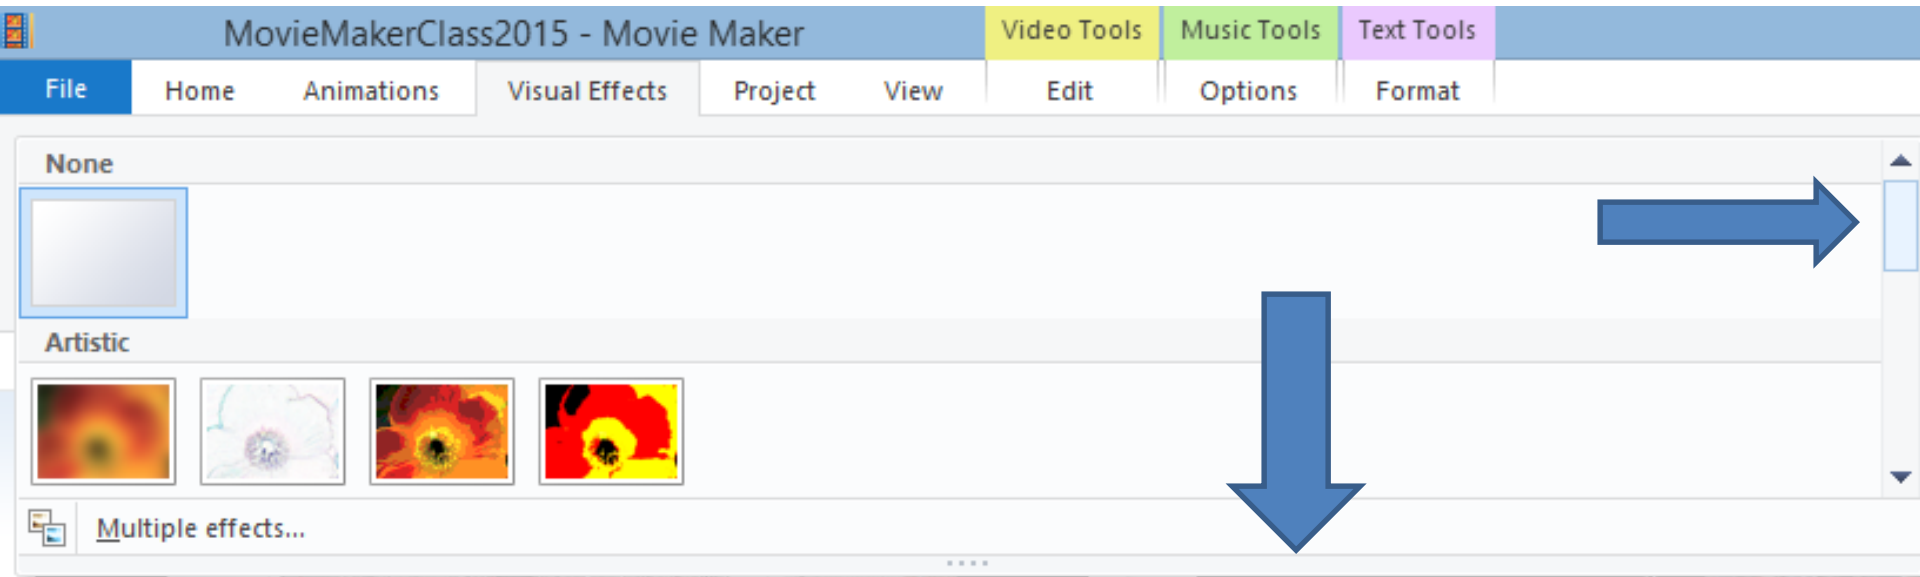 MovieMakerClass2015 - Movie Maker Video Tools Music Tools Text Tools
File Home Animations Visual Effects Project View Edit Options Format
None
Artistic
Multiple effects...